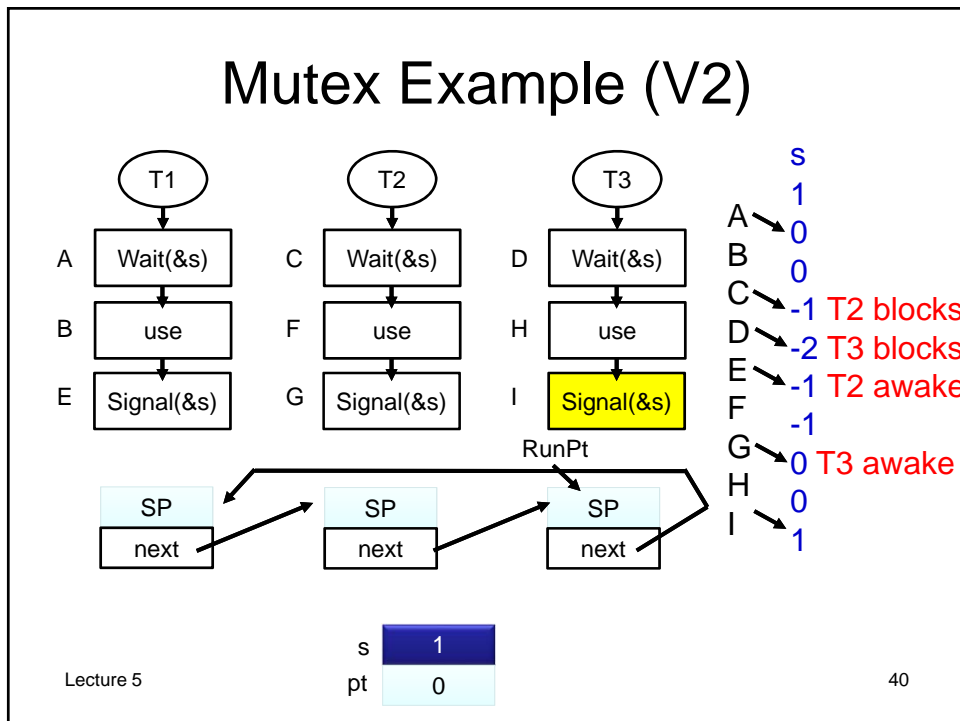 Mutex Example (V2)
T1
T2
T3
A
Wait(&s)
C
Wait(&s)
D
Wait(&s)
B
use
F
use
H
use
E
Signal(&s)
G
Signal(&s)
I
Signal(&s)
s
1
A
0
B
0
C
-1 T2 blocks
D
-2 T3 blocks
E
-1 T2 awake
F
-1
G
0 T3 awake
H
0
I
1
RunPt
SP
SP
SP
next
next
next
s
1
pt
0
Lecture 5
40